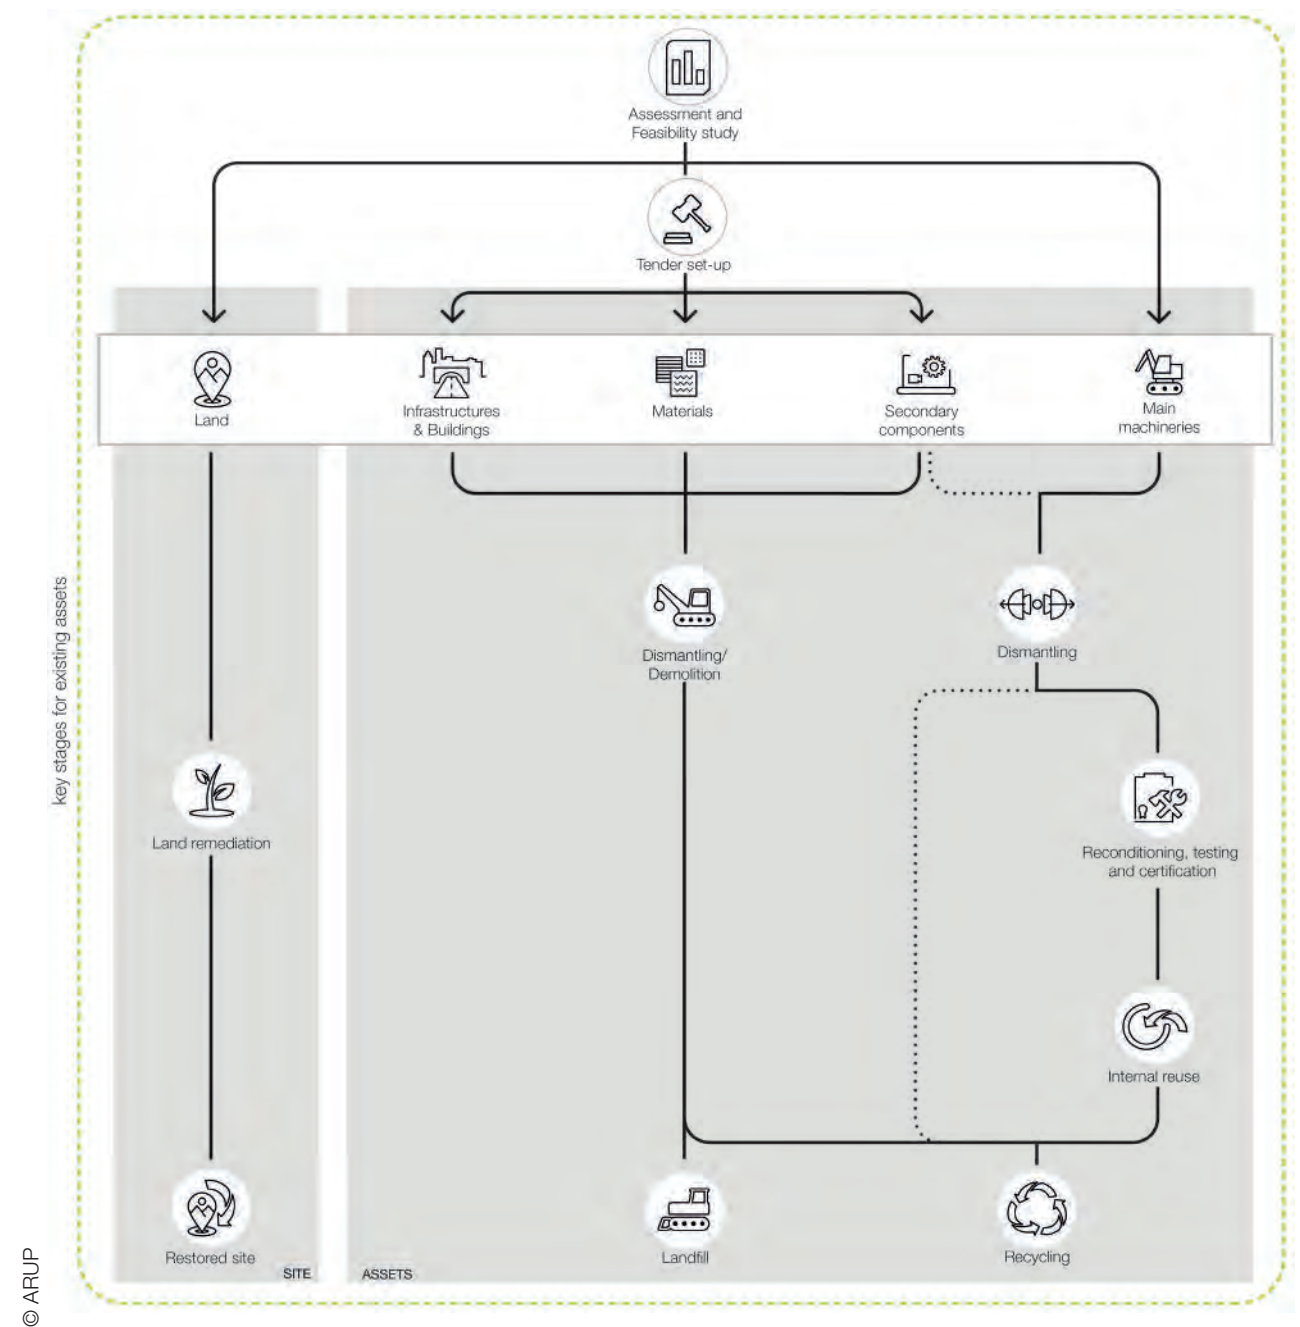 Assessment and
Feasibility study
Tender set-up
Land
Infrastructures
& Buildings
Materials
Secondary
components
Main
machineries
key stages for existing assets
Dismantling/
Demolition
Dismantling
Land remediation
Reconditioning, testing
and certification
Internal reuse
Restored site
Landfill
Recycling
SITE
ASSETS
© ARUP